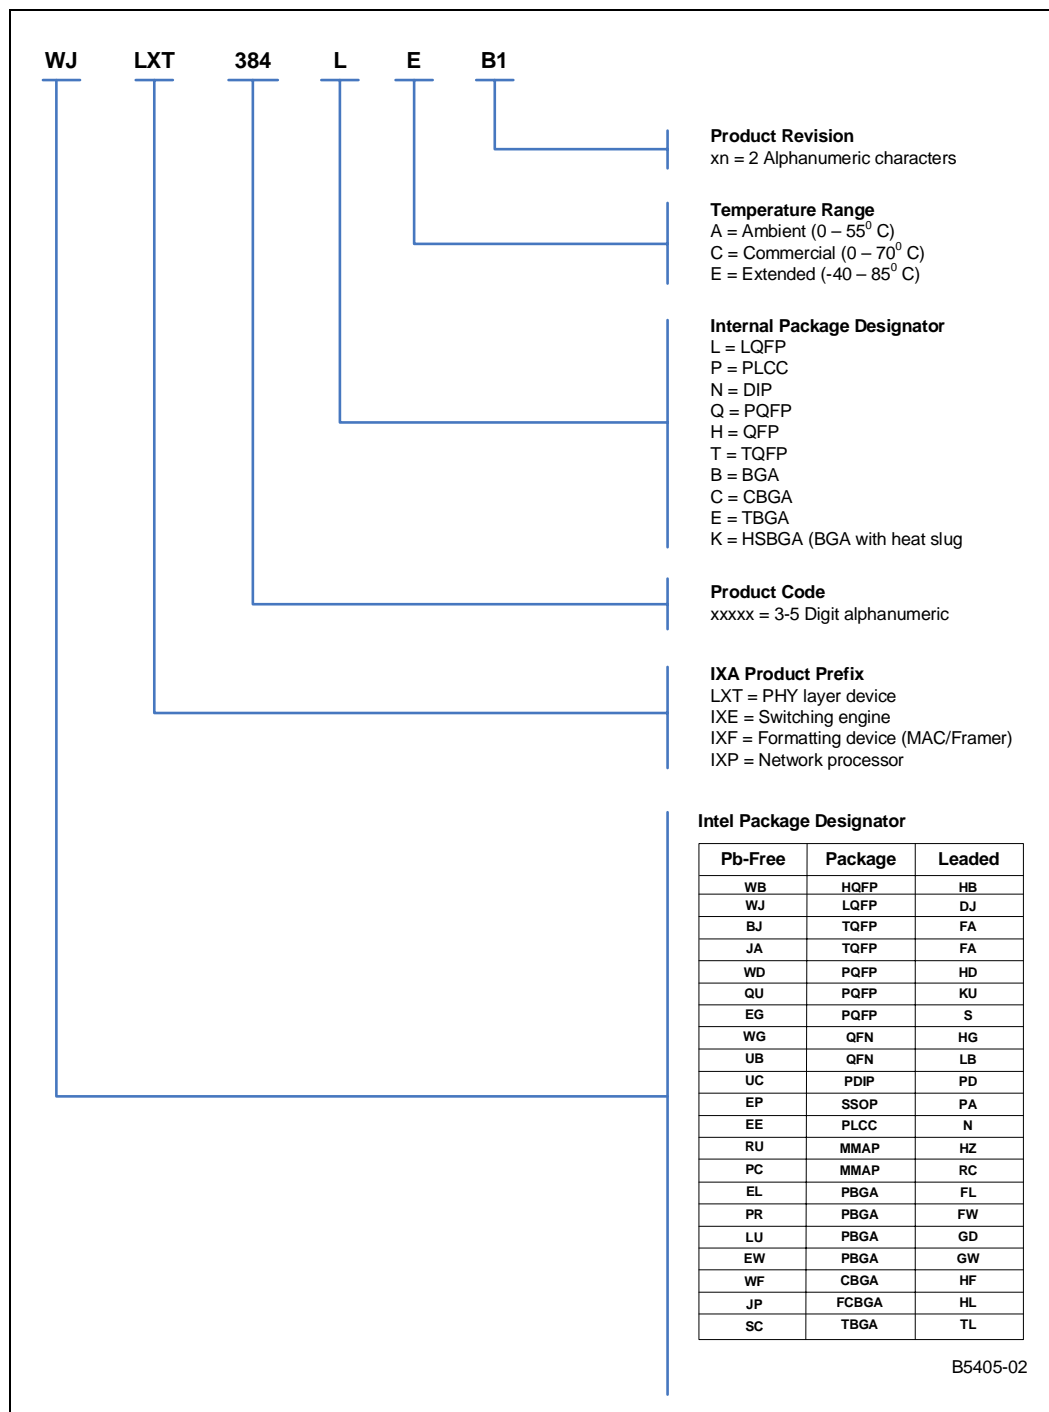 WJ LXT 384 L E B1
Product Revision
xn = 2 Alphanumeric characters
Temperature Range
A = Ambient (0 – 55⁰ C)
C = Commercial (0 – 70⁰ C)
E = Extended (-40 – 85⁰ C)
Internal Package Designator
L = LQFP
P = PLCC
N = DIP
Q = PQFP
H = QFP
T = TQFP
B = BGA
C = CBGA
E = TBGA
K = HSBGA (BGA with heat slug
Product Code
xxxxx = 3-5 Digit alphanumeric
IXA Product Prefix
LXT = PHY layer device
IXE = Switching engine
IXF = Formatting device (MAC/Framer)
IXP = Network processor
Intel Package Designator
Pb-Free Package Leaded
WB HQFP HB
WJ LQFP DJ
BJ TQFP FA
JA TQFP FA
WD PQFP HD
QU PQFP KU
EG PQFP S
WG QFN HG
UB QFN LB
UC PDIP PD
EP SSOP PA
EE PLCC N
RU MMAP HZ
PC MMAP RC
EL PBGA FL
PR PBGA FW
LU PBGA GD
EW PBGA GW
WF CBGA HF
JP FCBGA HL
SC TBGA TL
B5405-02